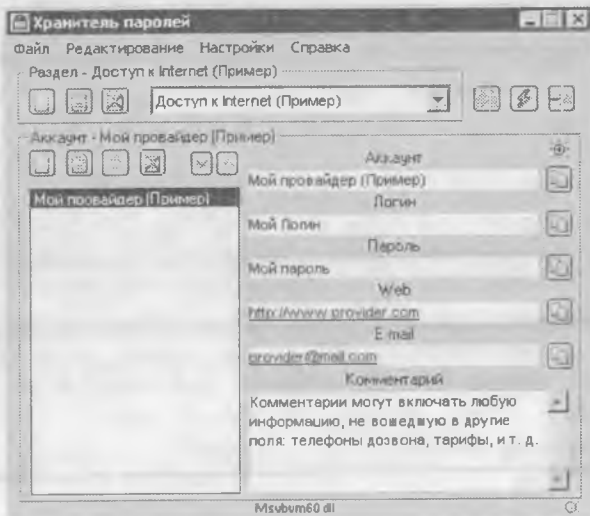 Хранитель паролей
Файл Редактирование Настройки Справка
Раздел - Доступ к Internet (Пример)
Доступ к Internet (Пример)
Аккаунт - Мой провайдер (Пример)
Аккаунт
Мой провайдер (Пример)
Мой провайдер (Пример)
Логин
Мой Логин
Пароль
Мой пароль
Web
http://www.provider.com
E-mail
provider@mail.com
Комментарий
Комментарии могут включать любую
информацию, не вошедшую в другие
поля: телефоны дозвона, тарифы, и т. д.
Msvbvm60.dll